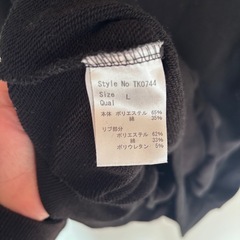 Style No TK0744
Size L
Qual
本体 ポリエステル 65%
綿 35%
リブ部分
ポリエステル 62%
綿 33%
ポリウレタン 5%